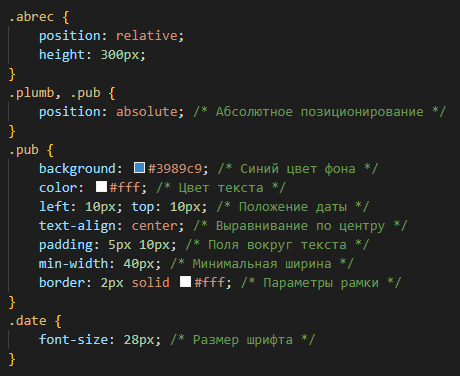 .abrec {
    position: relative;
    height: 300px;
}
.plumb, .pub {
    position: absolute; /* Абсолютное позиционирование */
}
.pub {
    background: #3989c9; /* Синий цвет фона */
    color: #fff; /* Цвет текста */
    left: 10px; top: 10px; /* Положение даты */
    text-align: center; /* Выравнивание по центру */
    padding: 5px 10px; /* Поля вокруг текста */
    min-width: 40px; /* Минимальная ширина */
    border: 2px solid #fff; /* Параметры рамки */
}
.date {
    font-size: 28px; /* Размер шрифта */
}